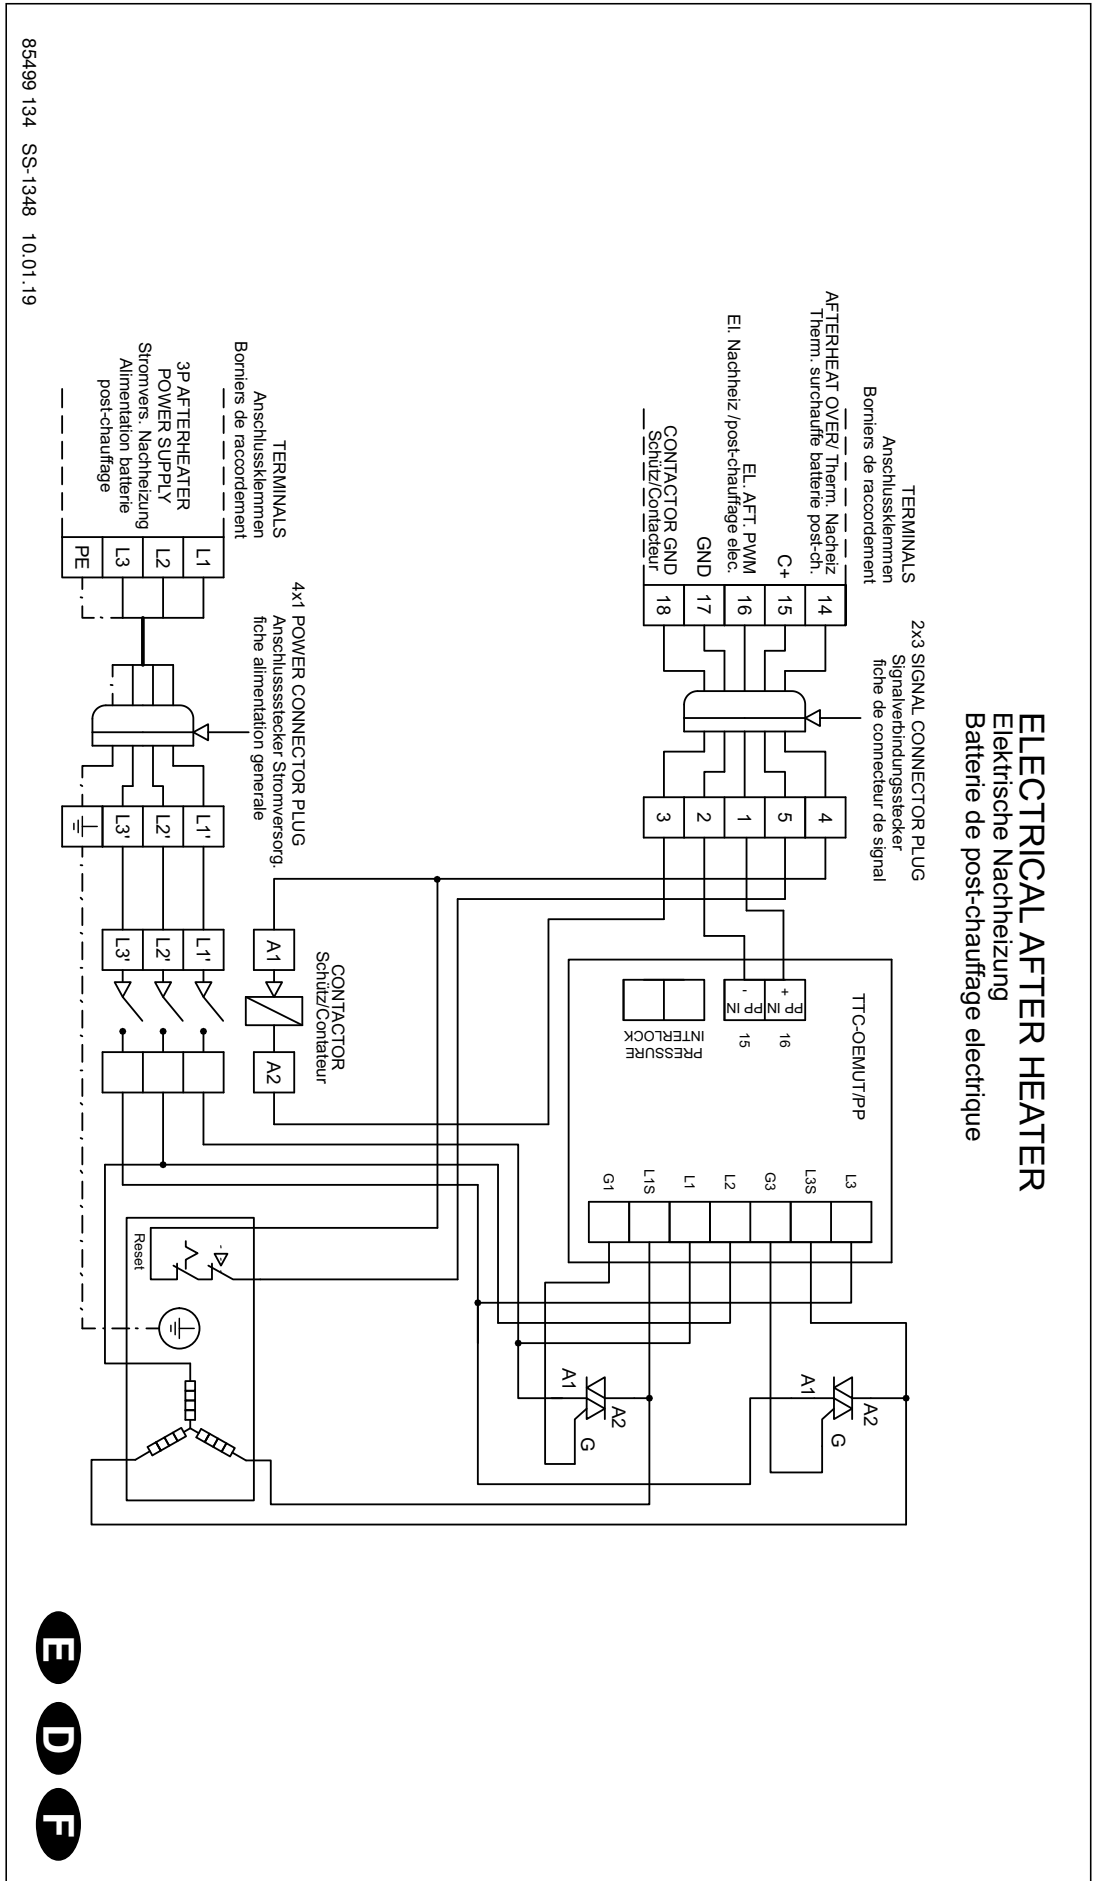 ELECTRICAL AFTER HEATER
Elektrische Nachheizung
Batterie de post-chauffage electrique
TERMINALS
Anschlussklemmen
Borniers de raccordement
2x3 SIGNAL CONNECTOR PLUG
Signalverbindungsstecker
fiche de connecteur de signal
AFTERHEAT OVER/ Therm. Nacheiz
Therm. surchauffe batterie post-ch.
C+
EL. AFT. PWM
El. Nachheiz /post-chauffage elec.
GND
CONTACTOR GND
Schütz/Contacteur
14
15
16
17
18
4
5
1
2
3
TTC-OEMUT/PP
+ PP IN
- PP IN
16
15
PRESSURE
INTERLOCK
L3
L3S
G3
L2
L1
L1S
G1
A1
A2
G
A1
A2
G
TERMINALS
Anschlussklemmen
Borniers de raccordement
4x1 POWER CONNECTOR PLUG
Anschlussstecker Stromversorg.
fiche alimentation generale
3P AFTERHEATER
POWER SUPPLY
Stromvers. Nachheizung
Alimentation batterie
post-chauffage
L1
L2
L3
PE
L1'
L2'
L3'
L1'
L2'
L3'
CONTACTOR
Schütz/Contateur
A1
A2
Reset
85499 134 SS-1348 10.01.19
E D F